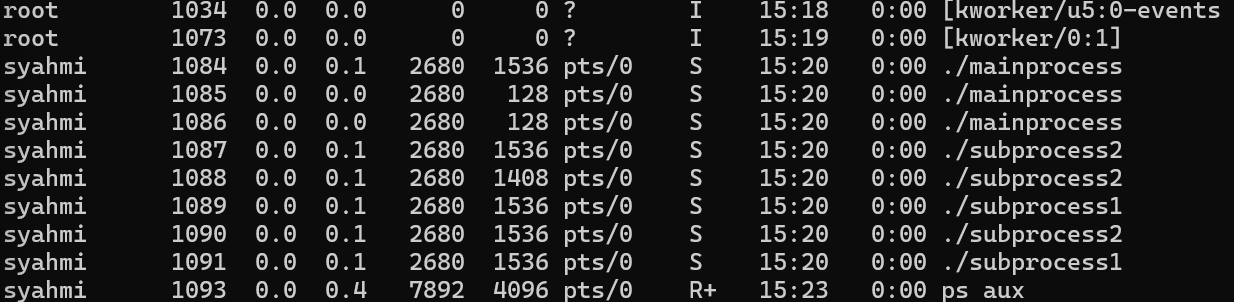 root 1034 0.0 0.0 0 0 ? I 15:18 0:00 [kworker/u5:0-events
root 1073 0.0 0.0 0 0 ? I 15:19 0:00 [kworker/0:1]
syahmi 1084 0.0 0.1 2680 1536 pts/0 S 15:20 0:00 ./mainprocess
syahmi 1085 0.0 0.0 2680 128 pts/0 S 15:20 0:00 ./mainprocess
syahmi 1086 0.0 0.0 2680 128 pts/0 S 15:20 0:00 ./mainprocess
syahmi 1087 0.0 0.1 2680 1536 pts/0 S 15:20 0:00 ./subprocess2
syahmi 1088 0.0 0.1 2680 1408 pts/0 S 15:20 0:00 ./subprocess2
syahmi 1089 0.0 0.1 2680 1536 pts/0 S 15:20 0:00 ./subprocess1
syahmi 1090 0.0 0.1 2680 1536 pts/0 S 15:20 0:00 ./subprocess2
syahmi 1091 0.0 0.1 2680 1536 pts/0 S 15:20 0:00 ./subprocess1
syahmi 1093 0.0 0.4 7892 4096 pts/0 R+ 15:23 0:00 ps aux